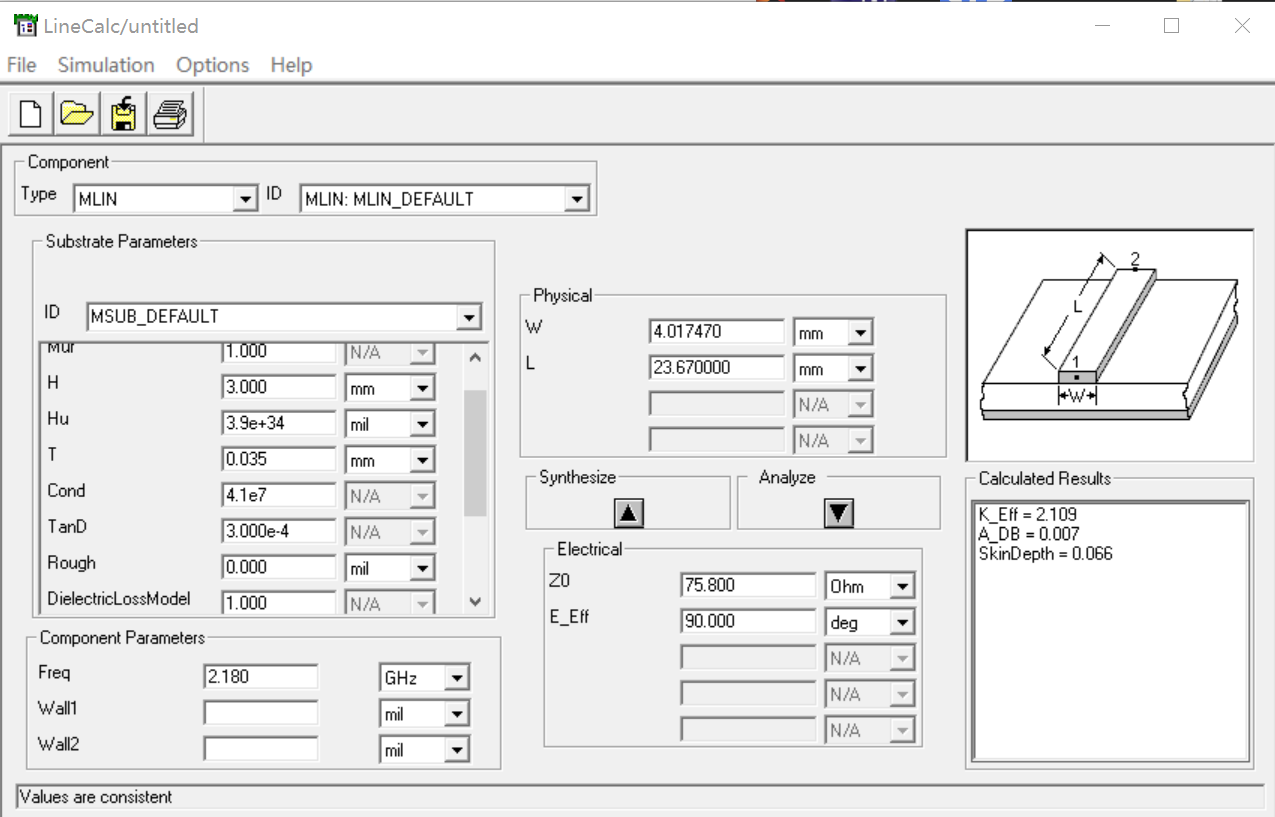 LineCalc/untitled
File Simulation Options Help
Component
Type MLIN ID MLIN: MLIN_DEFAULT
Substrate Parameters
ID MSUB_DEFAULT
Mur 1.000 N/A
H 3.000 mm
Hu 3.9e+34 mil
T 0.035 mm
Cond 4.1e7 N/A
TanD 3.000e-4 N/A
Rough 0.000 mil
DielectricLossModel 1.000 N/A
Component Parameters
Freq 2.180 GHz
Wall1 mil
Wall2 mil
Physical
W 4.017470 mm
L 23.670000 mm
N/A
N/A
Synthesize Analyze
Electrical
Z0 75.800 Ohm
E_Eff 90.000 deg
N/A
N/A
N/A
2
L
1
W
Calculated Results
K_Eff = 2.109
A_DB = 0.007
SkinDepth = 0.066
Values are consistent